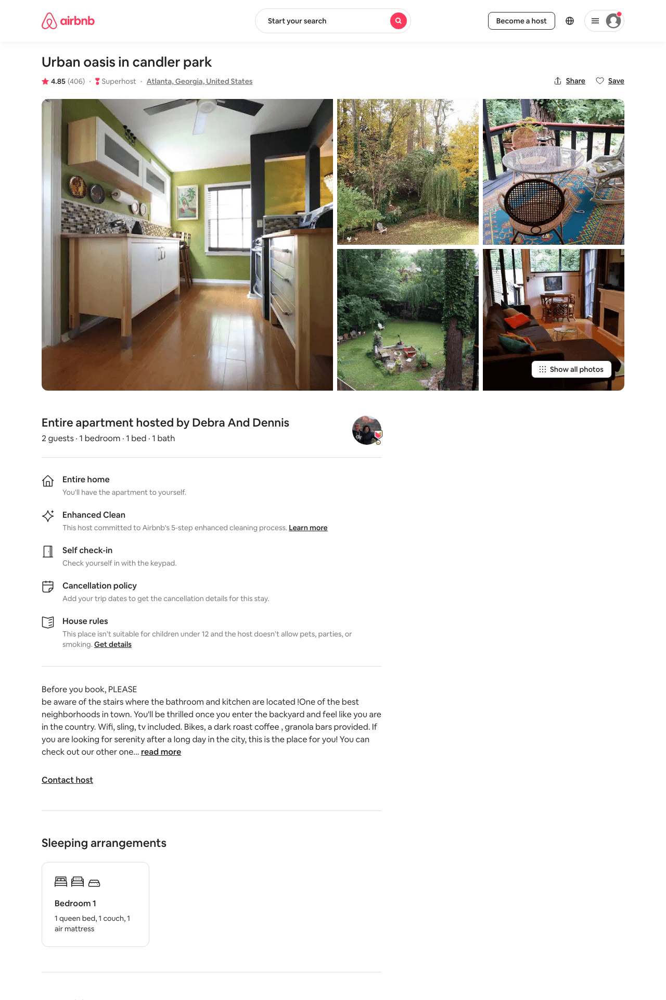 airbnb
Start your search
Become a host
Urban oasis in candler park
4.85 (406) · Superhost · Atlanta, Georgia, United States
Share
Save
Show all photos
Entire apartment hosted by Debra And Dennis
2 guests · 1 bedroom · 1 bed · 1 bath
Entire home
You’ll have the apartment to yourself.
Enhanced Clean
This host committed to Airbnb's 5-step enhanced cleaning process. Learn more
Self check-in
Check yourself in with the keypad.
Cancellation policy
Add your trip dates to get the cancellation details for this stay.
House rules
This place isn’t suitable for children under 12 and the host doesn’t allow pets, parties, or
smoking. Get details
Before you book, PLEASE
be aware of the stairs where the bathroom and kitchen are located !One of the best
neighborhoods in town. You'll be thrilled once you enter the backyard and feel like you are
in the country. Wifi, sling, tv included. Bikes, a dark roast coffee , granola bars provided. If
you are looking for serenity after a long day in the city, this is the place for you! You can
check out our other one… read more
Contact host
Sleeping arrangements
Bedroom 1
1 queen bed, 1 couch, 1
air mattress